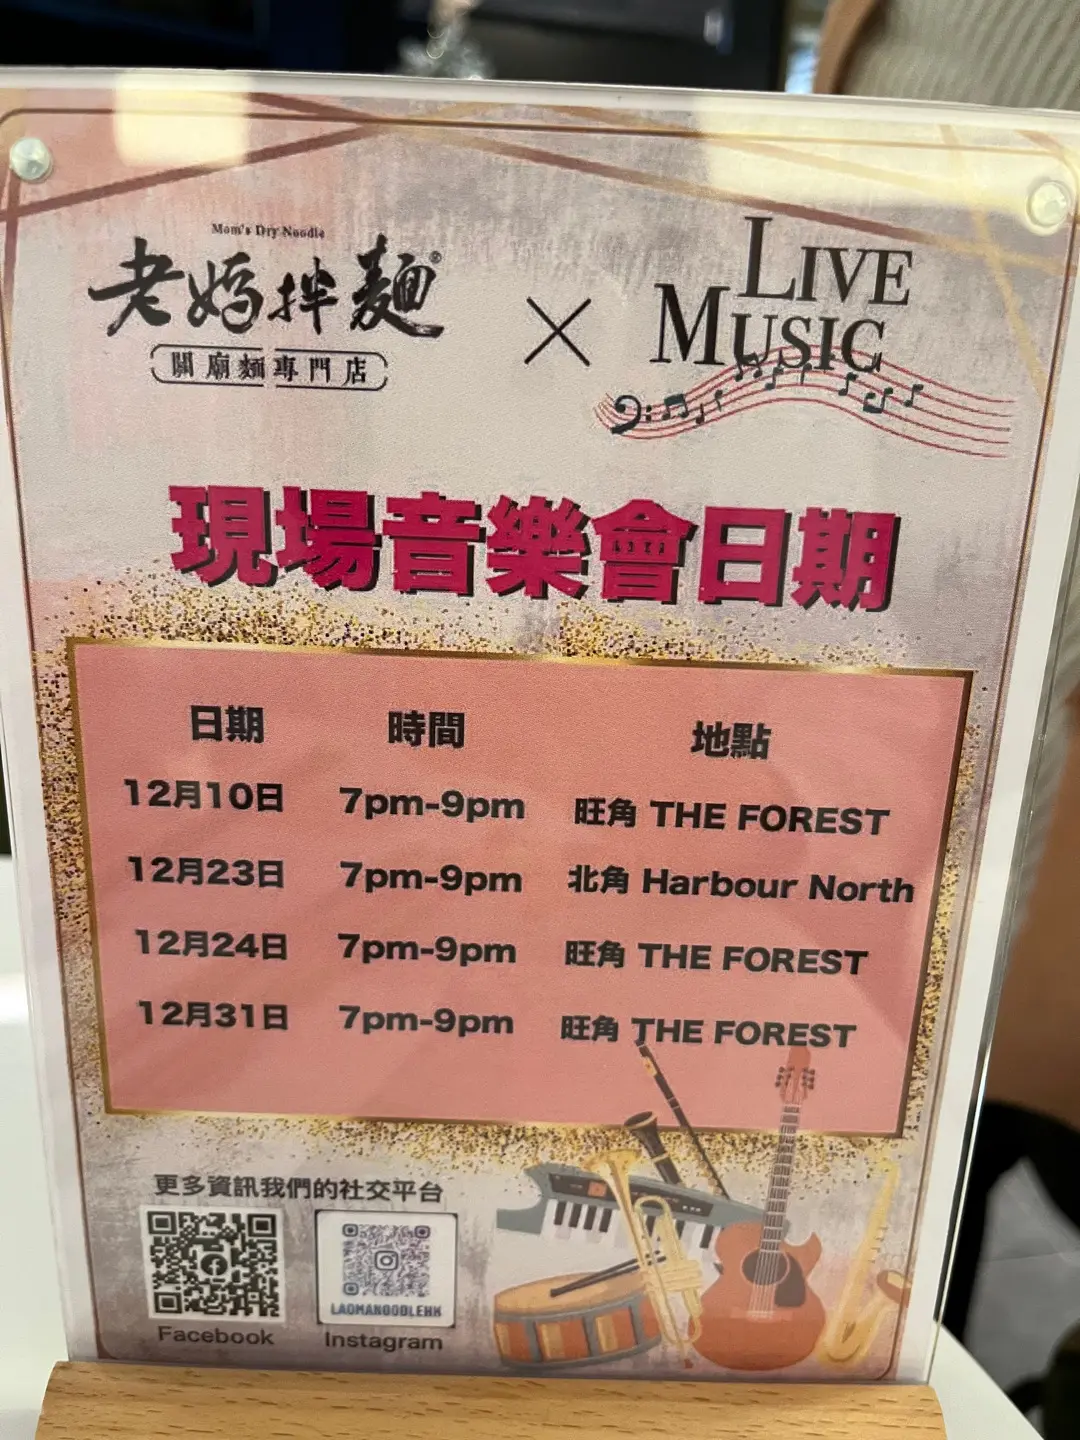 Mom's Dry Noodle
老媽拌麵®
關廟麵專門店
×
LIVE
MUSIC
現場音樂會日期
日期 時間 地點
12月10日 7pm-9pm 旺角 THE FOREST
12月23日 7pm-9pm 北角 Harbour North
12月24日 7pm-9pm 旺角 THE FOREST
12月31日 7pm-9pm 旺角 THE FOREST
更多資訊我們的社交平台
LAOMANOODLEHK
Facebook Instagram